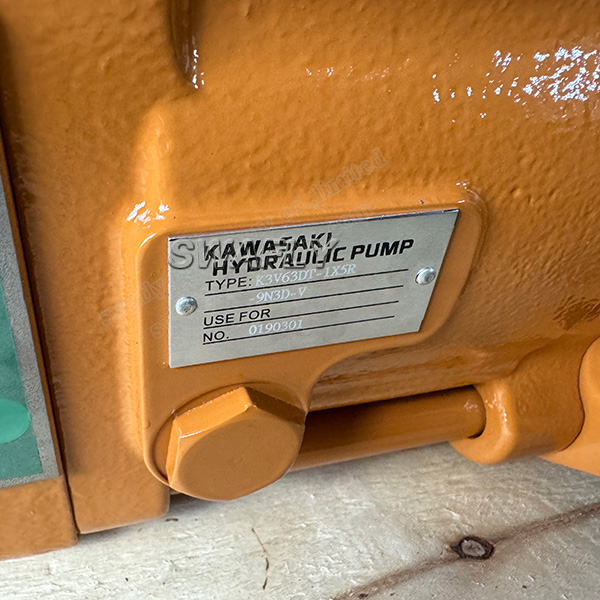 KAWASAKI
HYDRAULIC PUMP
TYPE: K3V63DT-1X5R
-9N3D-V
USE FOR
NO. 0190301